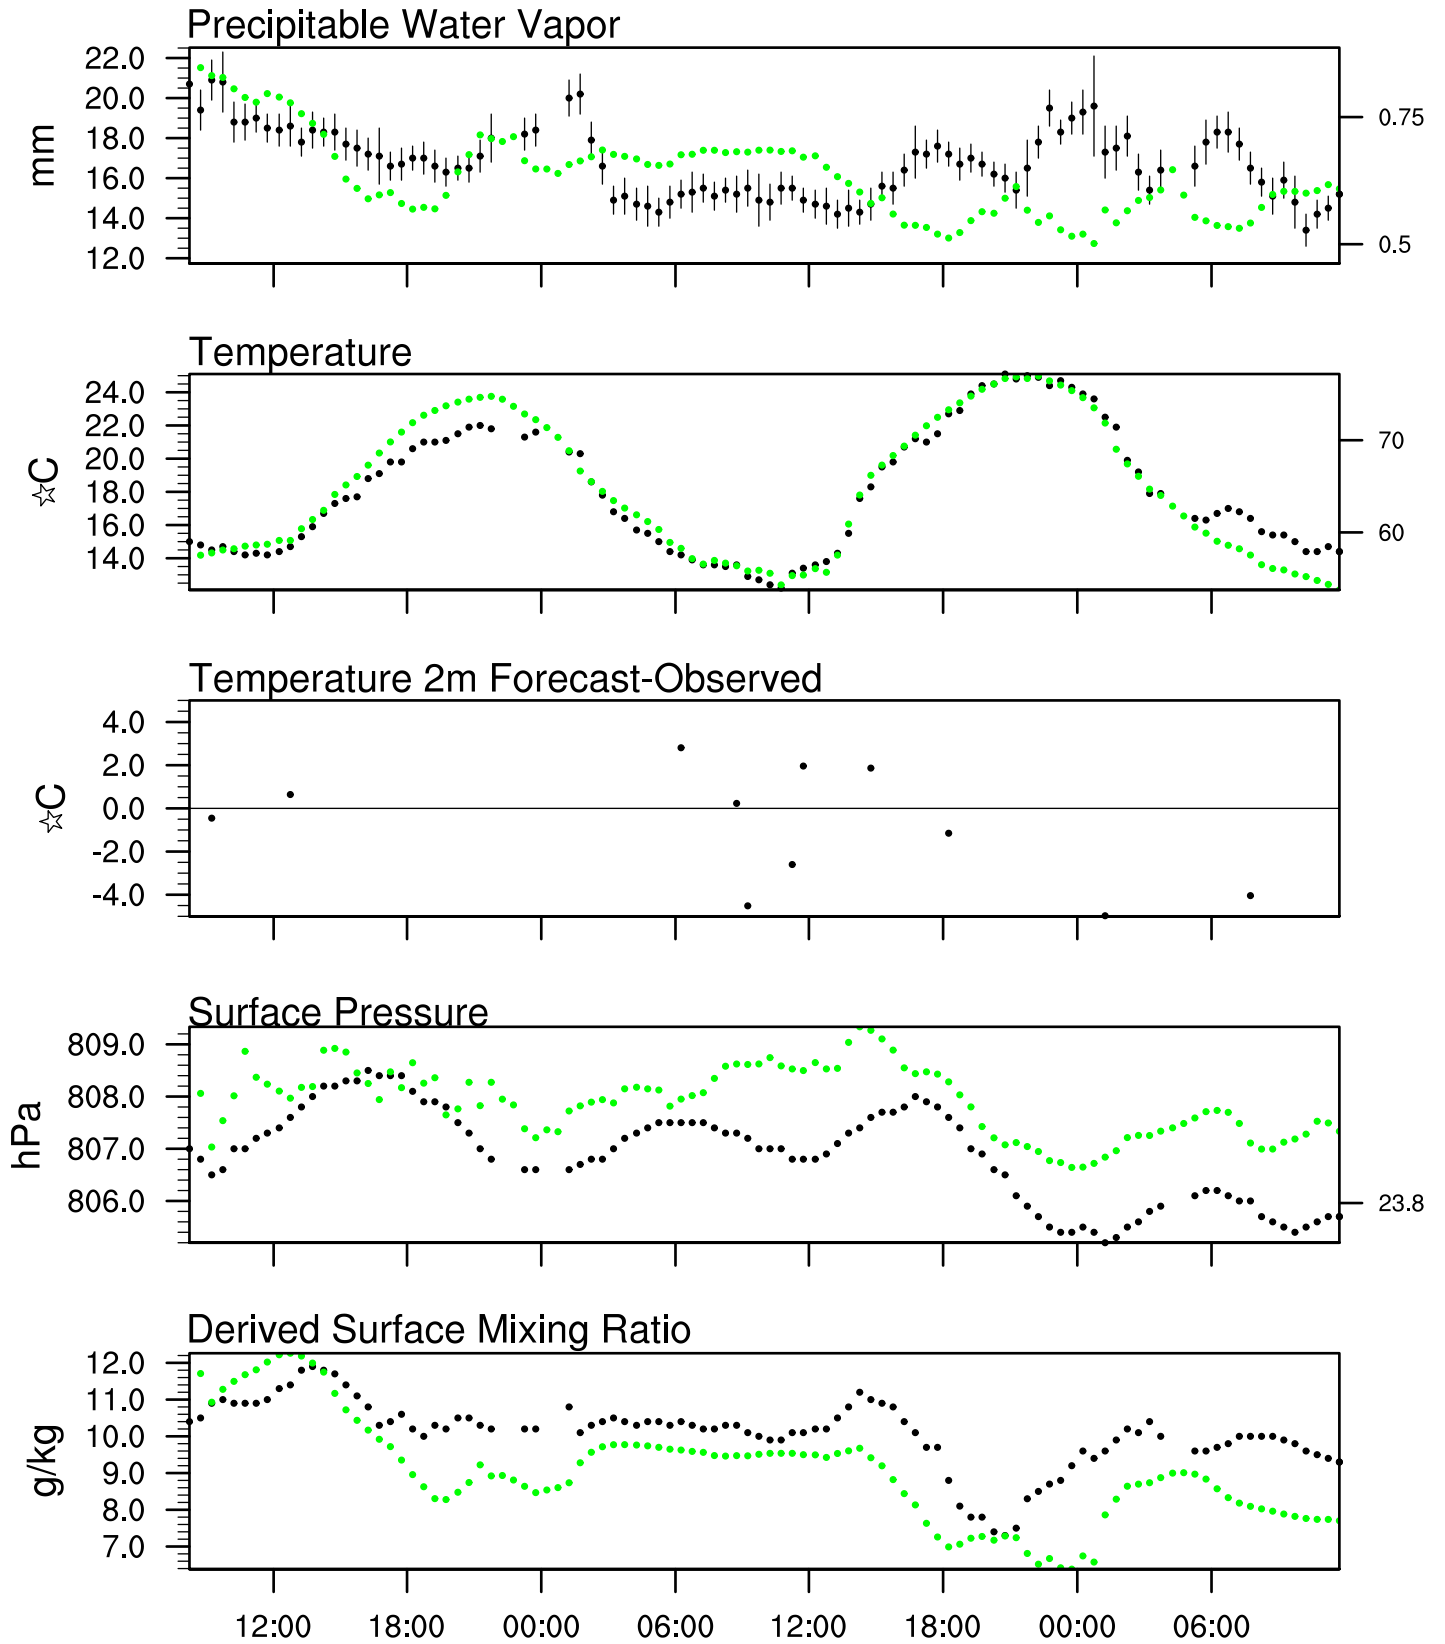 Precipitable Water Vapor
22.0
20.0
18.0
16.0
14.0
12.0
mm
0.75
0.5
Temperature
24.0
22.0
20.0
18.0
16.0
14.0
☆C
70
60
Temperature 2m Forecast-Observed
4.0
2.0
0.0
-2.0
-4.0
☆C
Surface Pressure
809.0
808.0
807.0
806.0
hPa
23.8
Derived Surface Mixing Ratio
12.0
11.0
10.0
9.0
8.0
7.0
g/kg
12:00 18:00 00:00 06:00 12:00 18:00 00:00 06:00